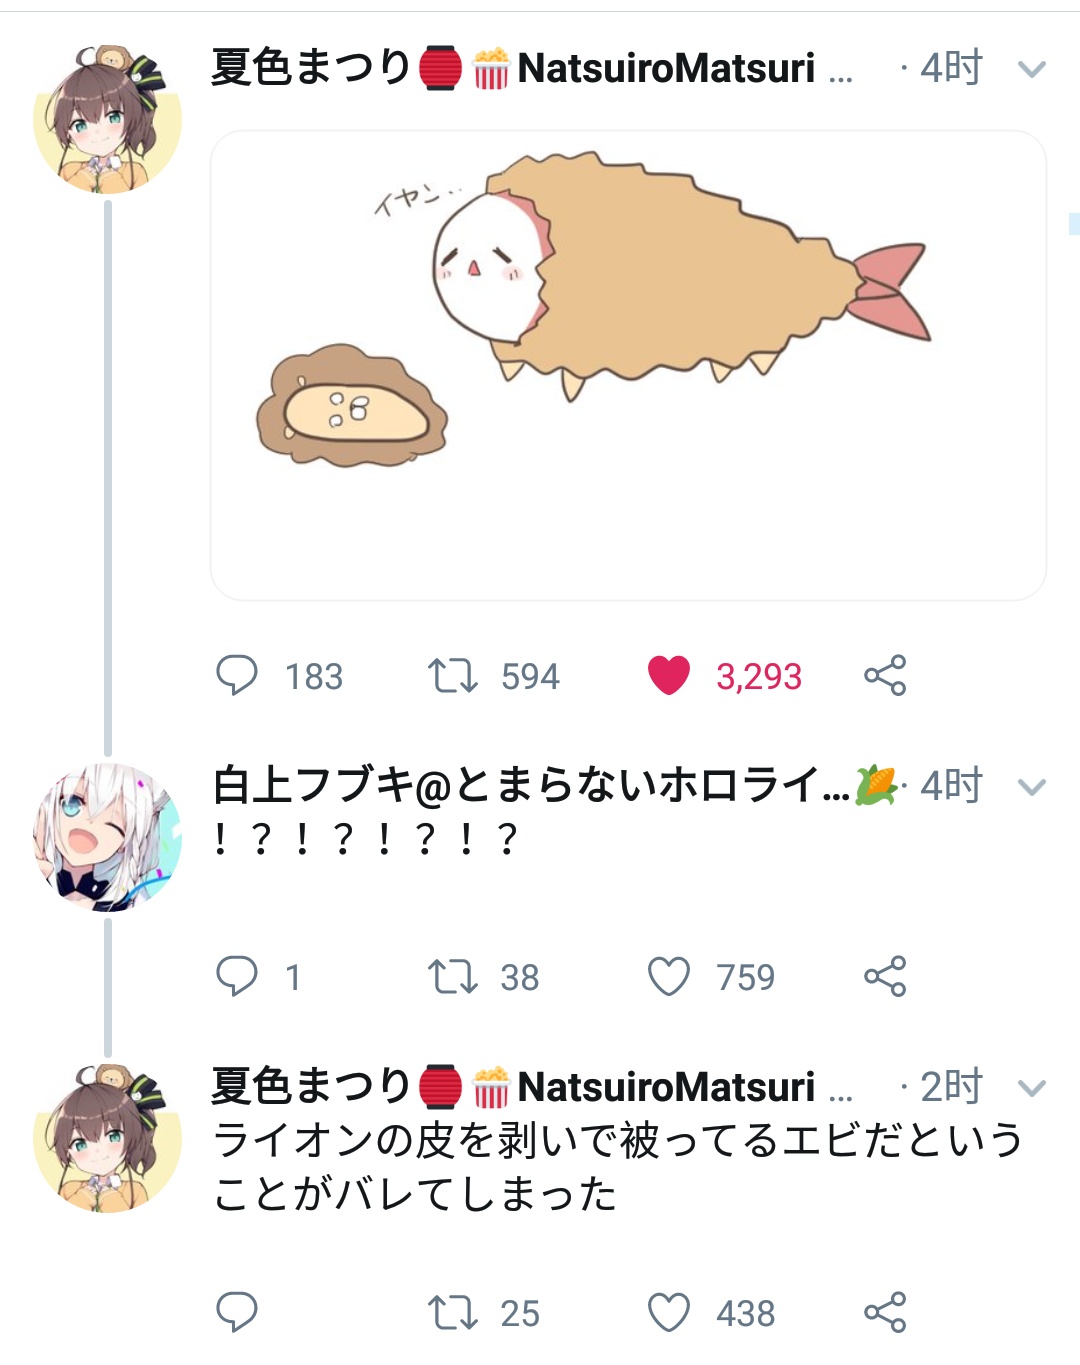 夏色まつり🏮🍿NatsuiroMatsuri ... · 4时
イヤン..
183 594 3,293
白上フブキ@とまらないホロライ...🌽· 4时
！？！？！？！？
1 38 759
夏色まつり🏮🍿NatsuiroMatsuri ... · 2时
ライオンの皮を剥いで被ってるエビだという
ことがバレてしまった
25 438